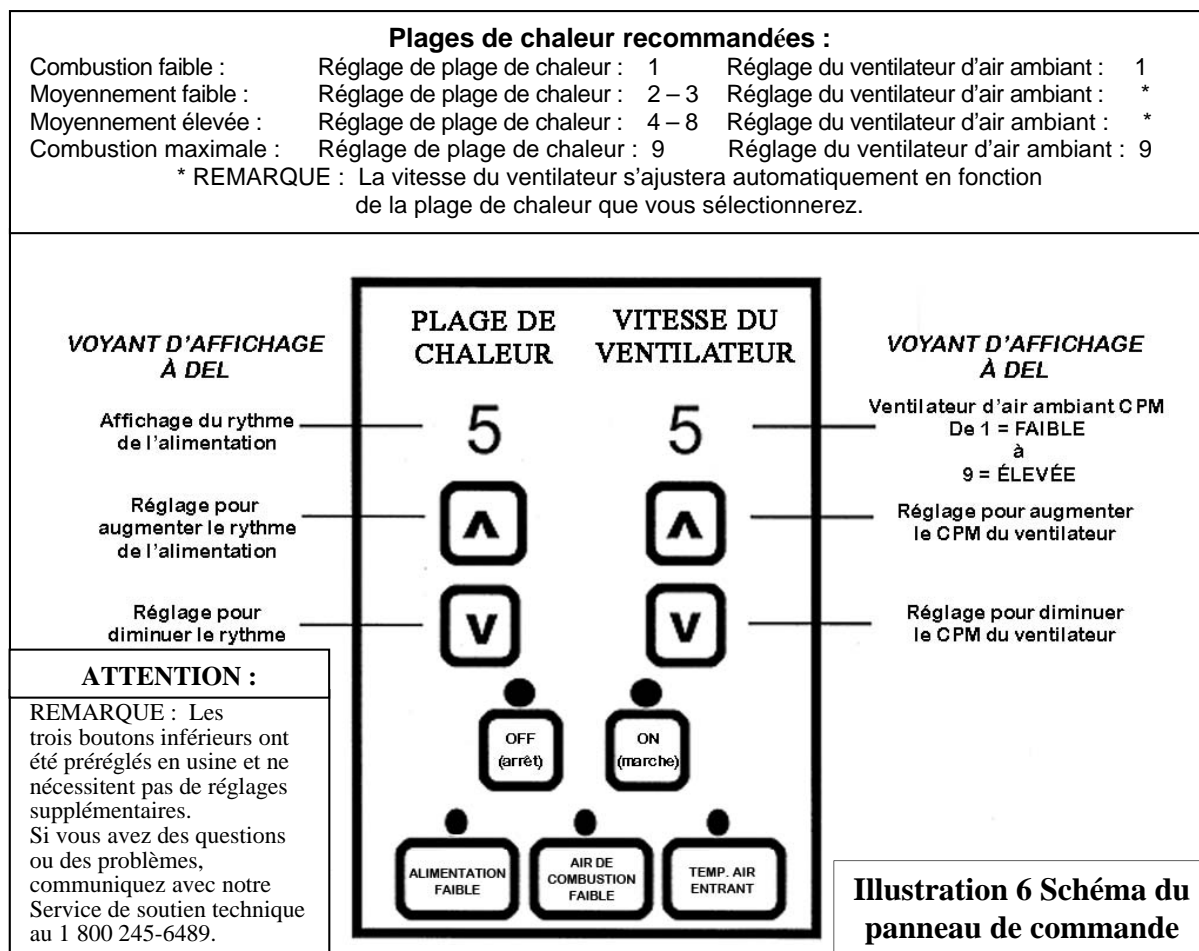 Plages de chaleur recommandées :
Combustion faible : Réglage de plage de chaleur : 1 Réglage du ventilateur d'air ambiant : 1
Moyennement faible : Réglage de plage de chaleur : 2 – 3 Réglage du ventilateur d'air ambiant : *
Moyennement élevée : Réglage de plage de chaleur : 4 – 8 Réglage du ventilateur d'air ambiant : *
Combustion maximale : Réglage de plage de chaleur : 9 Réglage du ventilateur d'air ambiant : 9
* REMARQUE : La vitesse du ventilateur s'ajustera automatiquement en fonction
de la plage de chaleur que vous sélectionnerez.
VOYANT D'AFFICHAGE
À DEL
Affichage du rythme
de l'alimentation
Réglage pour
augmenter le rythme
de l'alimentation
Réglage pour
diminuer le rythme
PLAGE DE
CHALEUR
5
^
v
VITESSE DU
VENTILATEUR
5
^
v
OFF
(arrêt)
ON
(marche)
ALIMENTATION
FAIBLE
AIR DE
COMBUSTION
FAIBLE
TEMP. AIR
ENTRANT
VOYANT D'AFFICHAGE
À DEL
Ventilateur d'air ambiant CPM
De 1 = FAIBLE
à
9 = ÉLEVÉE
Réglage pour augmenter
le CPM du ventilateur
Réglage pour diminuer
le CPM du ventilateur
ATTENTION :
REMARQUE : Les
trois boutons inférieurs ont
été préréglés en usine et ne
nécessitent pas de réglages
supplémentaires.
Si vous avez des questions
ou des problèmes,
communiquez avec notre
Service de soutien technique
au 1 800 245-6489.
Illustration 6 Schéma du
panneau de commande